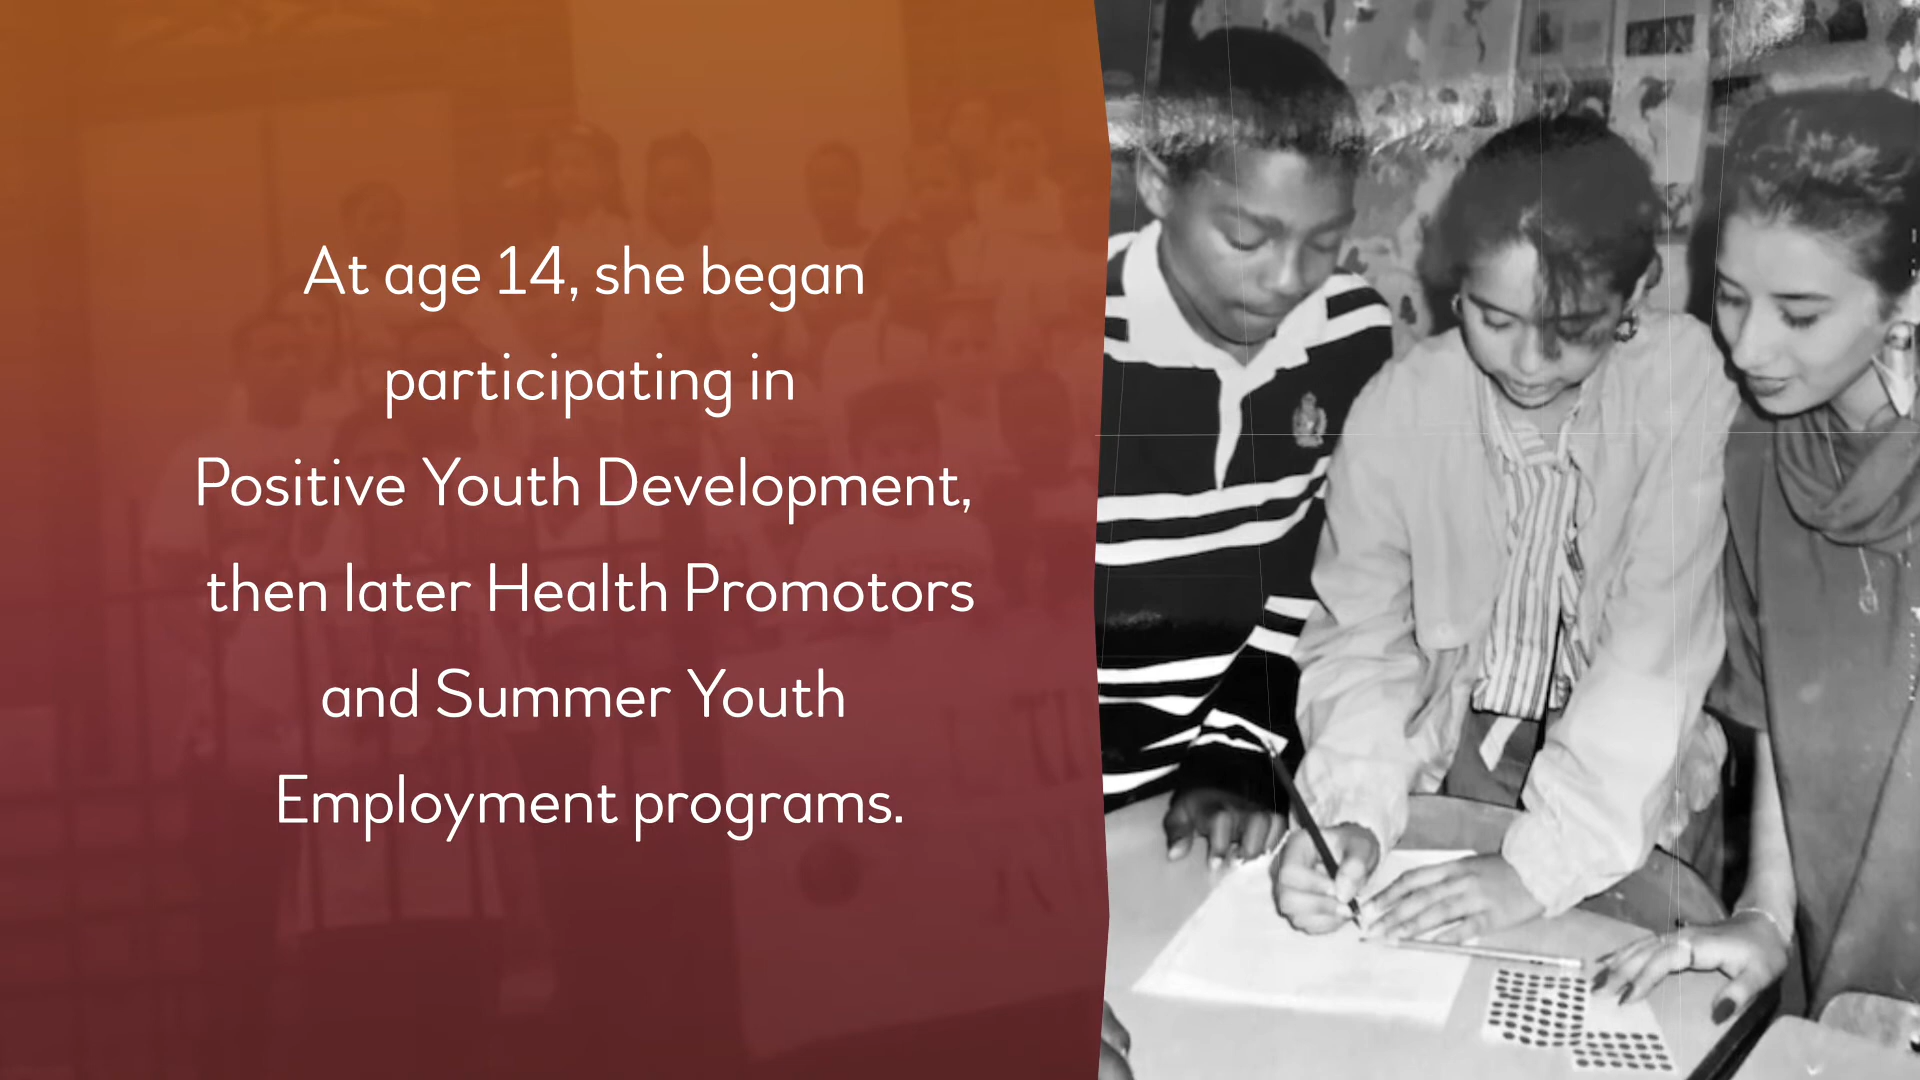 At age 14, she began
participating in
Positive Youth Development,
then later Health Promotors
and Summer Youth
Employment programs.